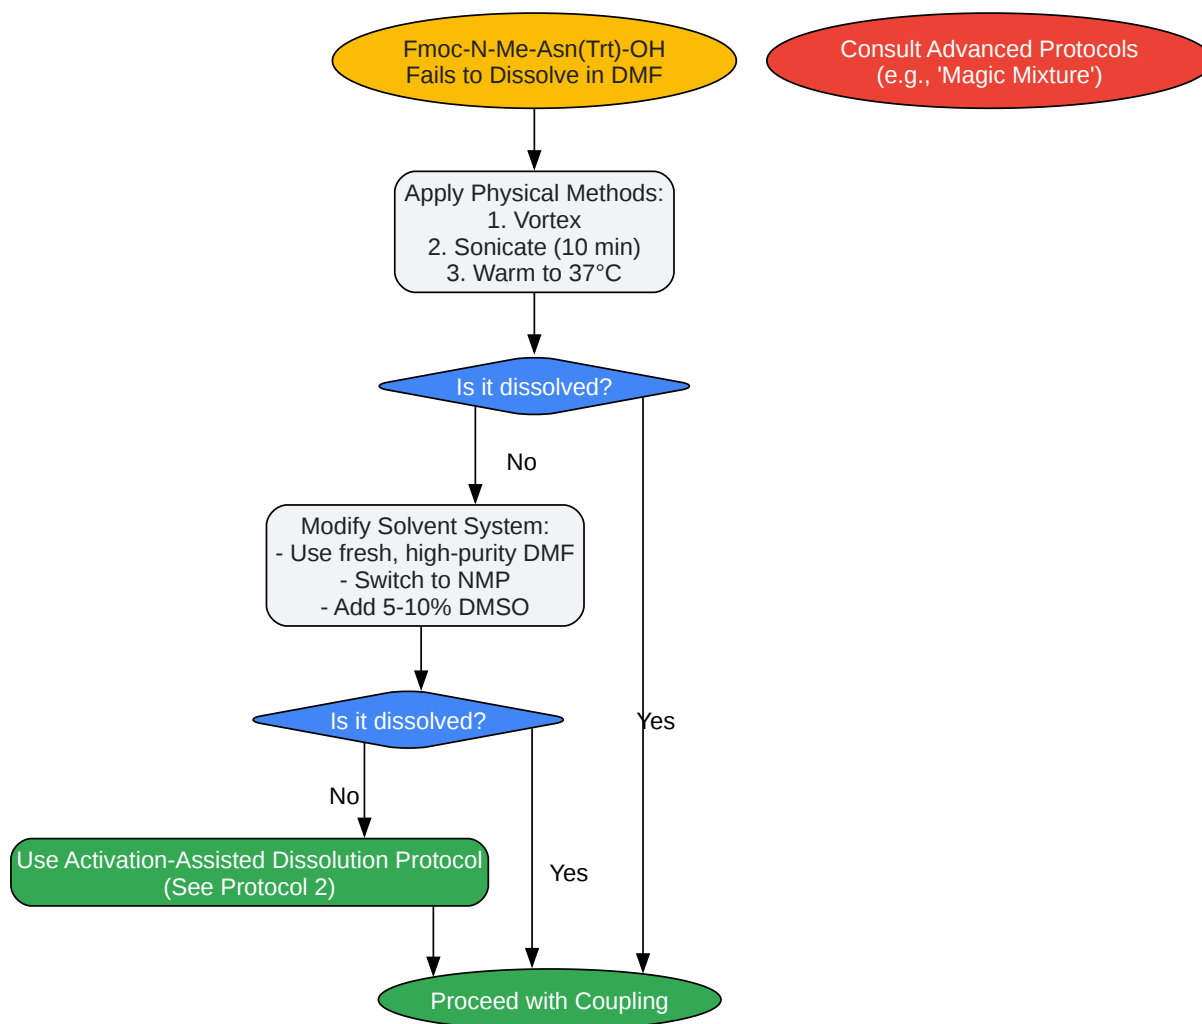 Fmoc-N-Me-Asn(Trt)-OH
Fails to Dissolve in DMF
Consult Advanced Protocols
(e.g., 'Magic Mixture')
Apply Physical Methods:
1. Vortex
2. Sonicate (10 min)
3. Warm to 37°C
Is it dissolved?
No
Modify Solvent System:
- Use fresh, high-purity DMF
- Switch to NMP
- Add 5-10% DMSO
Is it dissolved?
Yes
No
Use Activation-Assisted Dissolution Protocol
(See Protocol 2)
Yes
Proceed with Coupling